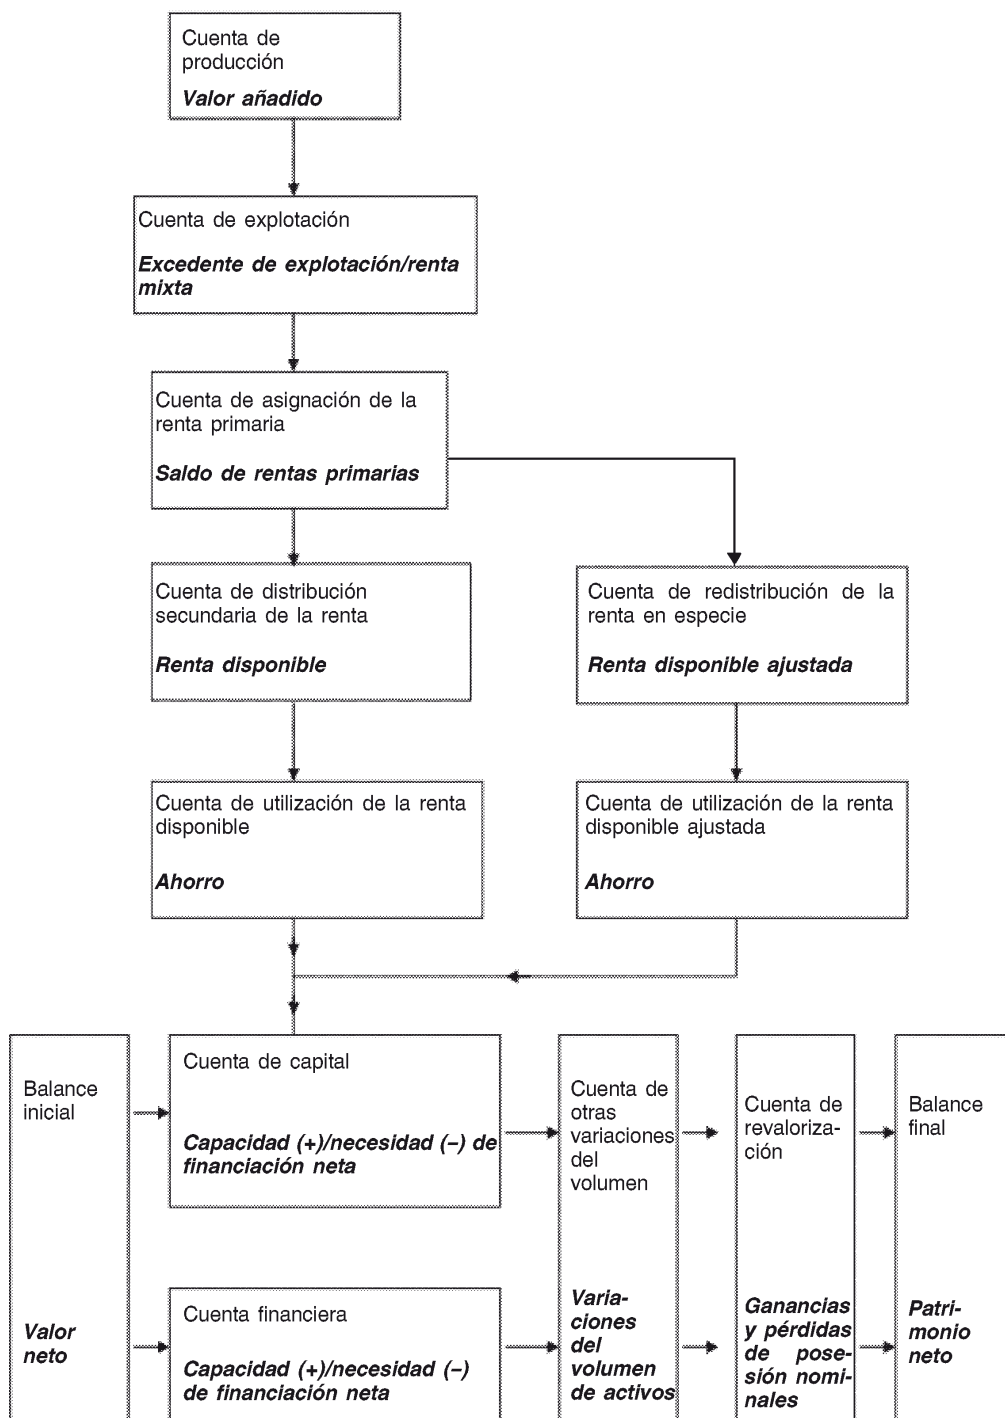 Cuenta de
producción
Valor añadido
Cuenta de explotación
Excedente de explotación/renta
mixta
Cuenta de asignación de la
renta primaria
Saldo de rentas primarias
Cuenta de distribución
secundaria de la renta
Renta disponible
Cuenta de redistribución de la
renta en especie
Renta disponible ajustada
Cuenta de utilización de la renta
disponible
Ahorro
Cuenta de utilización de la renta
disponible ajustada
Ahorro
Balance
inicial
Valor
neto
Cuenta de capital
Capacidad (+)/necesidad (–) de
financiación neta
Cuenta financiera
Capacidad (+)/necesidad (–)
de financiación neta
Cuenta de
otras
variaciones
del
volumen
Varia-
ciones
del
volumen
de activos
Cuenta de
revaloriza-
ción
Ganancias
y pérdidas
de pose-
sión nomi-
nales
Balance
final
Patri-
monio
neto